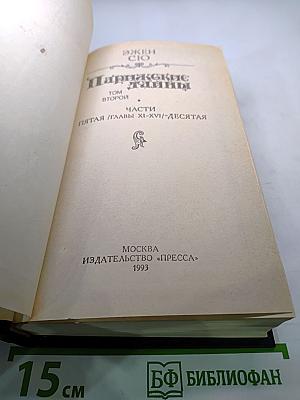 ЭЖЕН
СЮ
Парижские
тайны
ТОМ
ВТОРОЙ
ЧАСТИ
ПЯТАЯ /ГЛАВЫ XI-XVI/-ДЕСЯТАЯ
МОСКВА
ИЗДАТЕЛЬСТВО «ПРЕССА»
1993
15 см
БФ БИБЛИОФАН